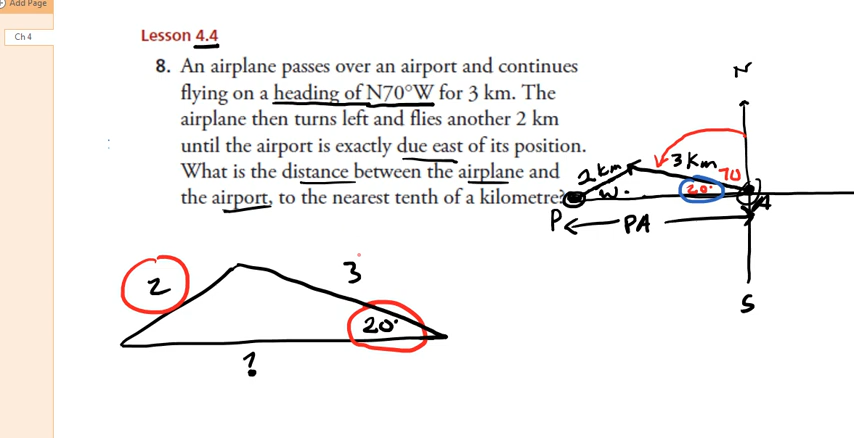 Add Page
Ch 4
Lesson 4.4
8. An airplane passes over an airport and continues
flying on a heading of N70°W for 3 km. The
airplane then turns left and flies another 2 km
until the airport is exactly due east of its position.
What is the distance between the airplane and
the airport, to the nearest tenth of a kilometre?
N
2 km
3 km
70
20°
W
A
P ← PA
S
2
3
20°
?